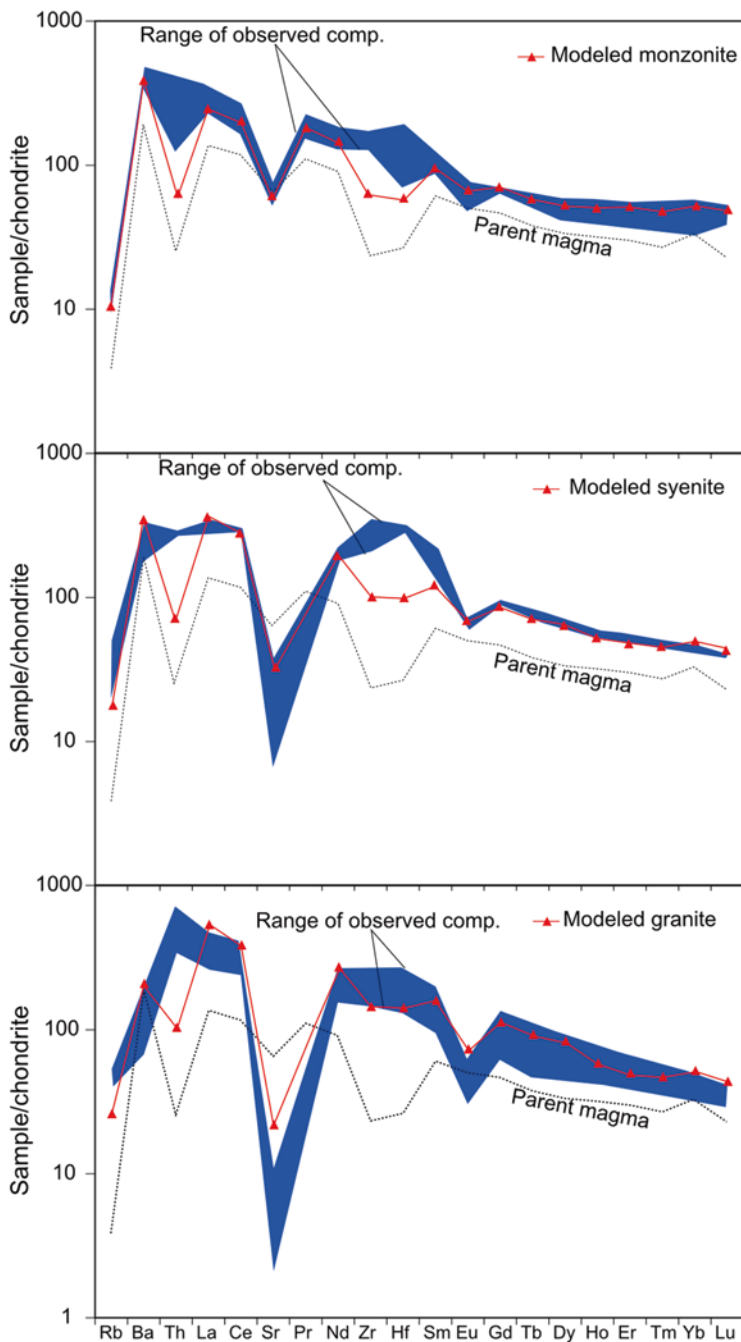 1000
Range of observed comp.
Modeled monzonite
100
Sample/chondrite
Parent magma
10
1000
Range of observed comp.
Modeled syenite
100
Sample/chondrite
Parent magma
10
1000
Range of observed comp.
Modeled granite
100
Sample/chondrite
Parent magma
10
1
Rb Ba Th La Ce Sr Pr Nd Zr Hf Sm Eu Gd Tb Dy Ho Er Tm Yb Lu